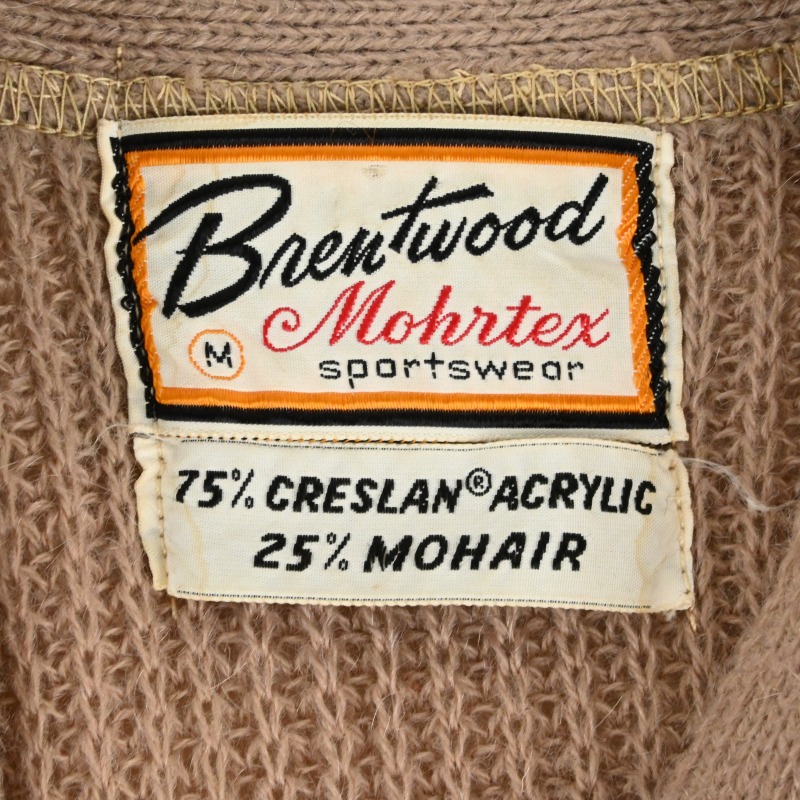 Brentwood
Mohrtex
M
sportswear
75% CRESLAN® ACRYLIC
25% MOHAIR